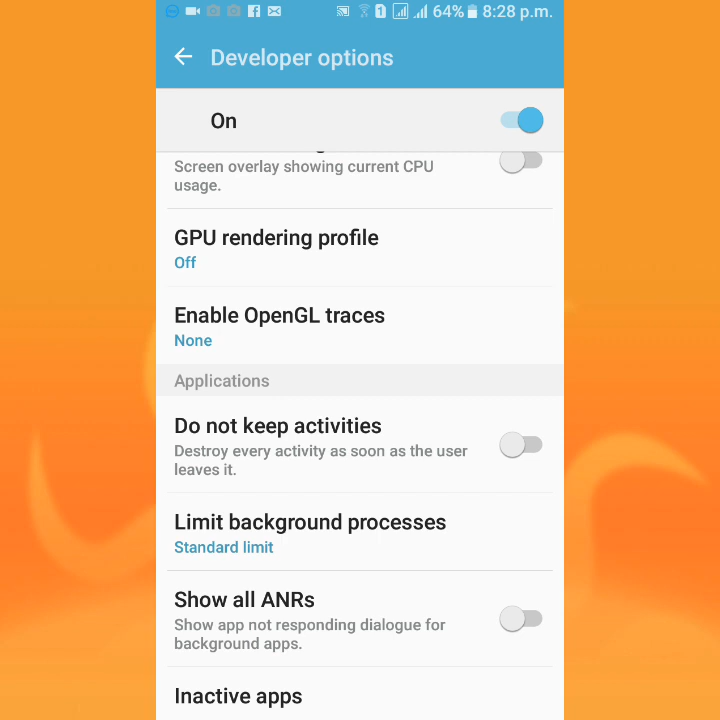 1 64% 8:28 p.m.
Developer options
On
Screen overlay showing current CPU
usage.
GPU rendering profile
Off
Enable OpenGL traces
None
Applications
Do not keep activities
Destroy every activity as soon as the user
leaves it.
Limit background processes
Standard limit
Show all ANRs
Show app not responding dialogue for
background apps.
Inactive apps